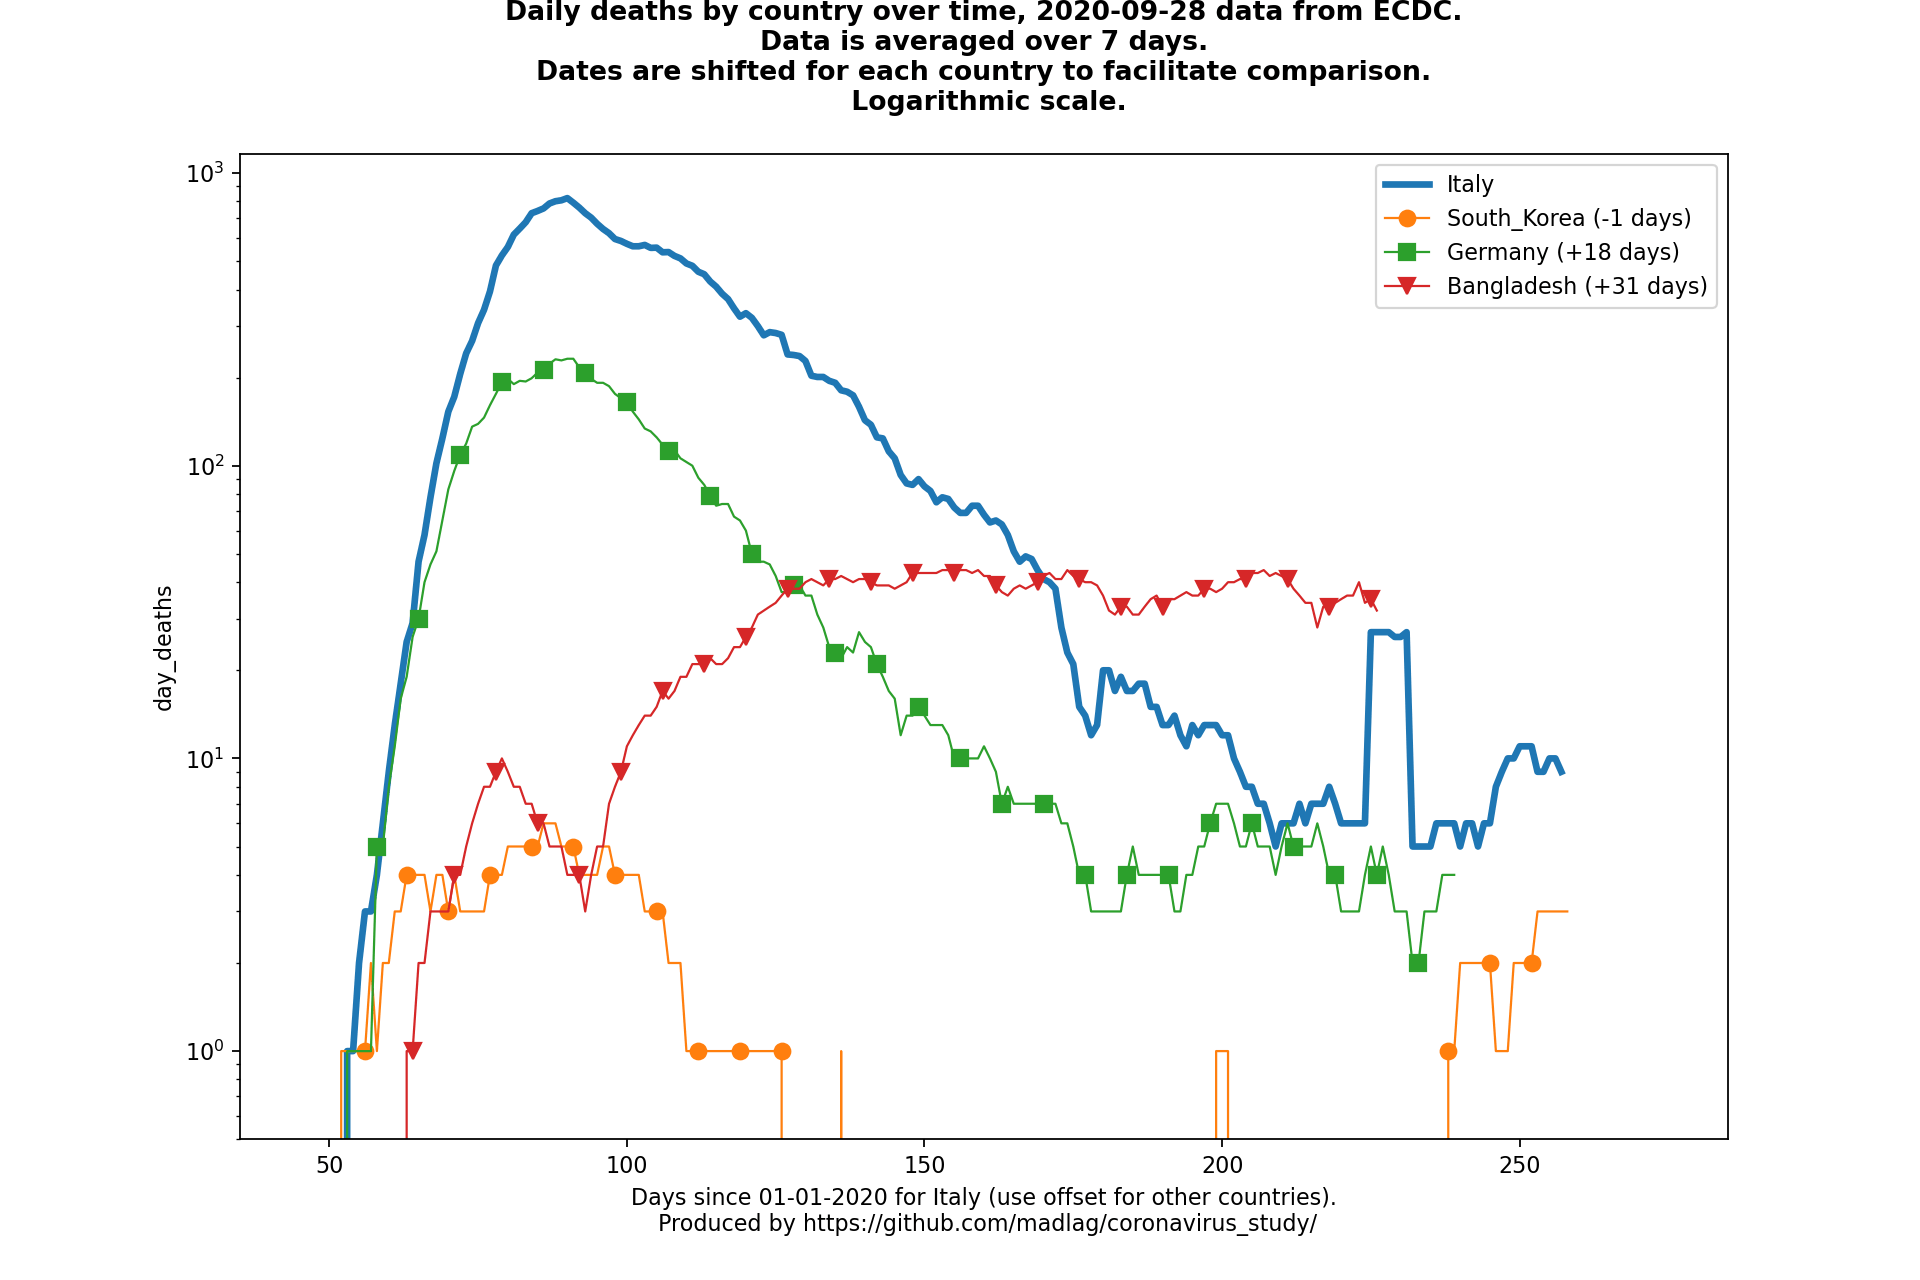 Daily deaths by country over time, 2020-09-28 data from ECDC.
Data is averaged over 7 days.
Dates are shifted for each country to facilitate comparison.
Logarithmic scale.
10³
10²
10¹
10⁰
day_deaths
Italy
South_Korea (-1 days)
Germany (+18 days)
Bangladesh (+31 days)
50 100 150 200 250
Days since 01-01-2020 for Italy (use offset for other countries).
Produced by https://github.com/madlag/coronavirus_study/